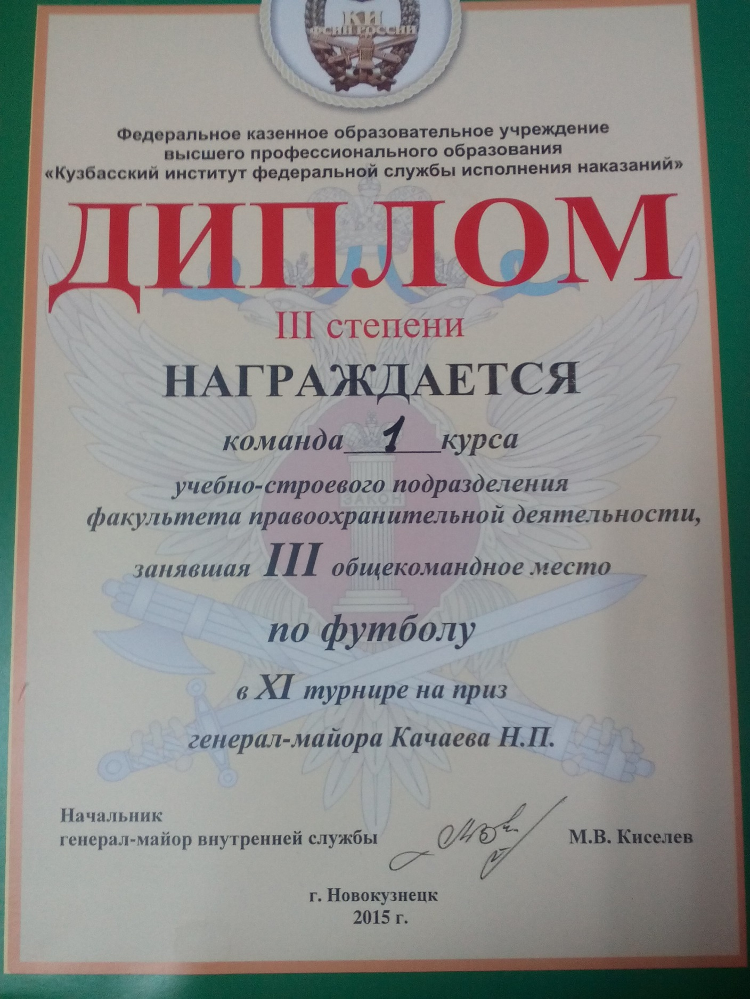 КИ
ФСИН РОССИИ
Федеральное казенное образовательное учреждение
высшего профессионального образования
«Кузбасский институт федеральной службы исполнения наказаний»
ДИПЛОМ
III степени
НАГРАЖДАЕТСЯ
команда 1 курса
учебно-строевого подразделения
ЗАКОН
факультета правоохранительной деятельности,
занявшая III общекомандное место
по футболу
в XI турнире на приз
генерал-майора Качаева Н.П.
Начальник
генерал-майор внутренней службы М.В. Киселев
г. Новокузнецк
2015 г.